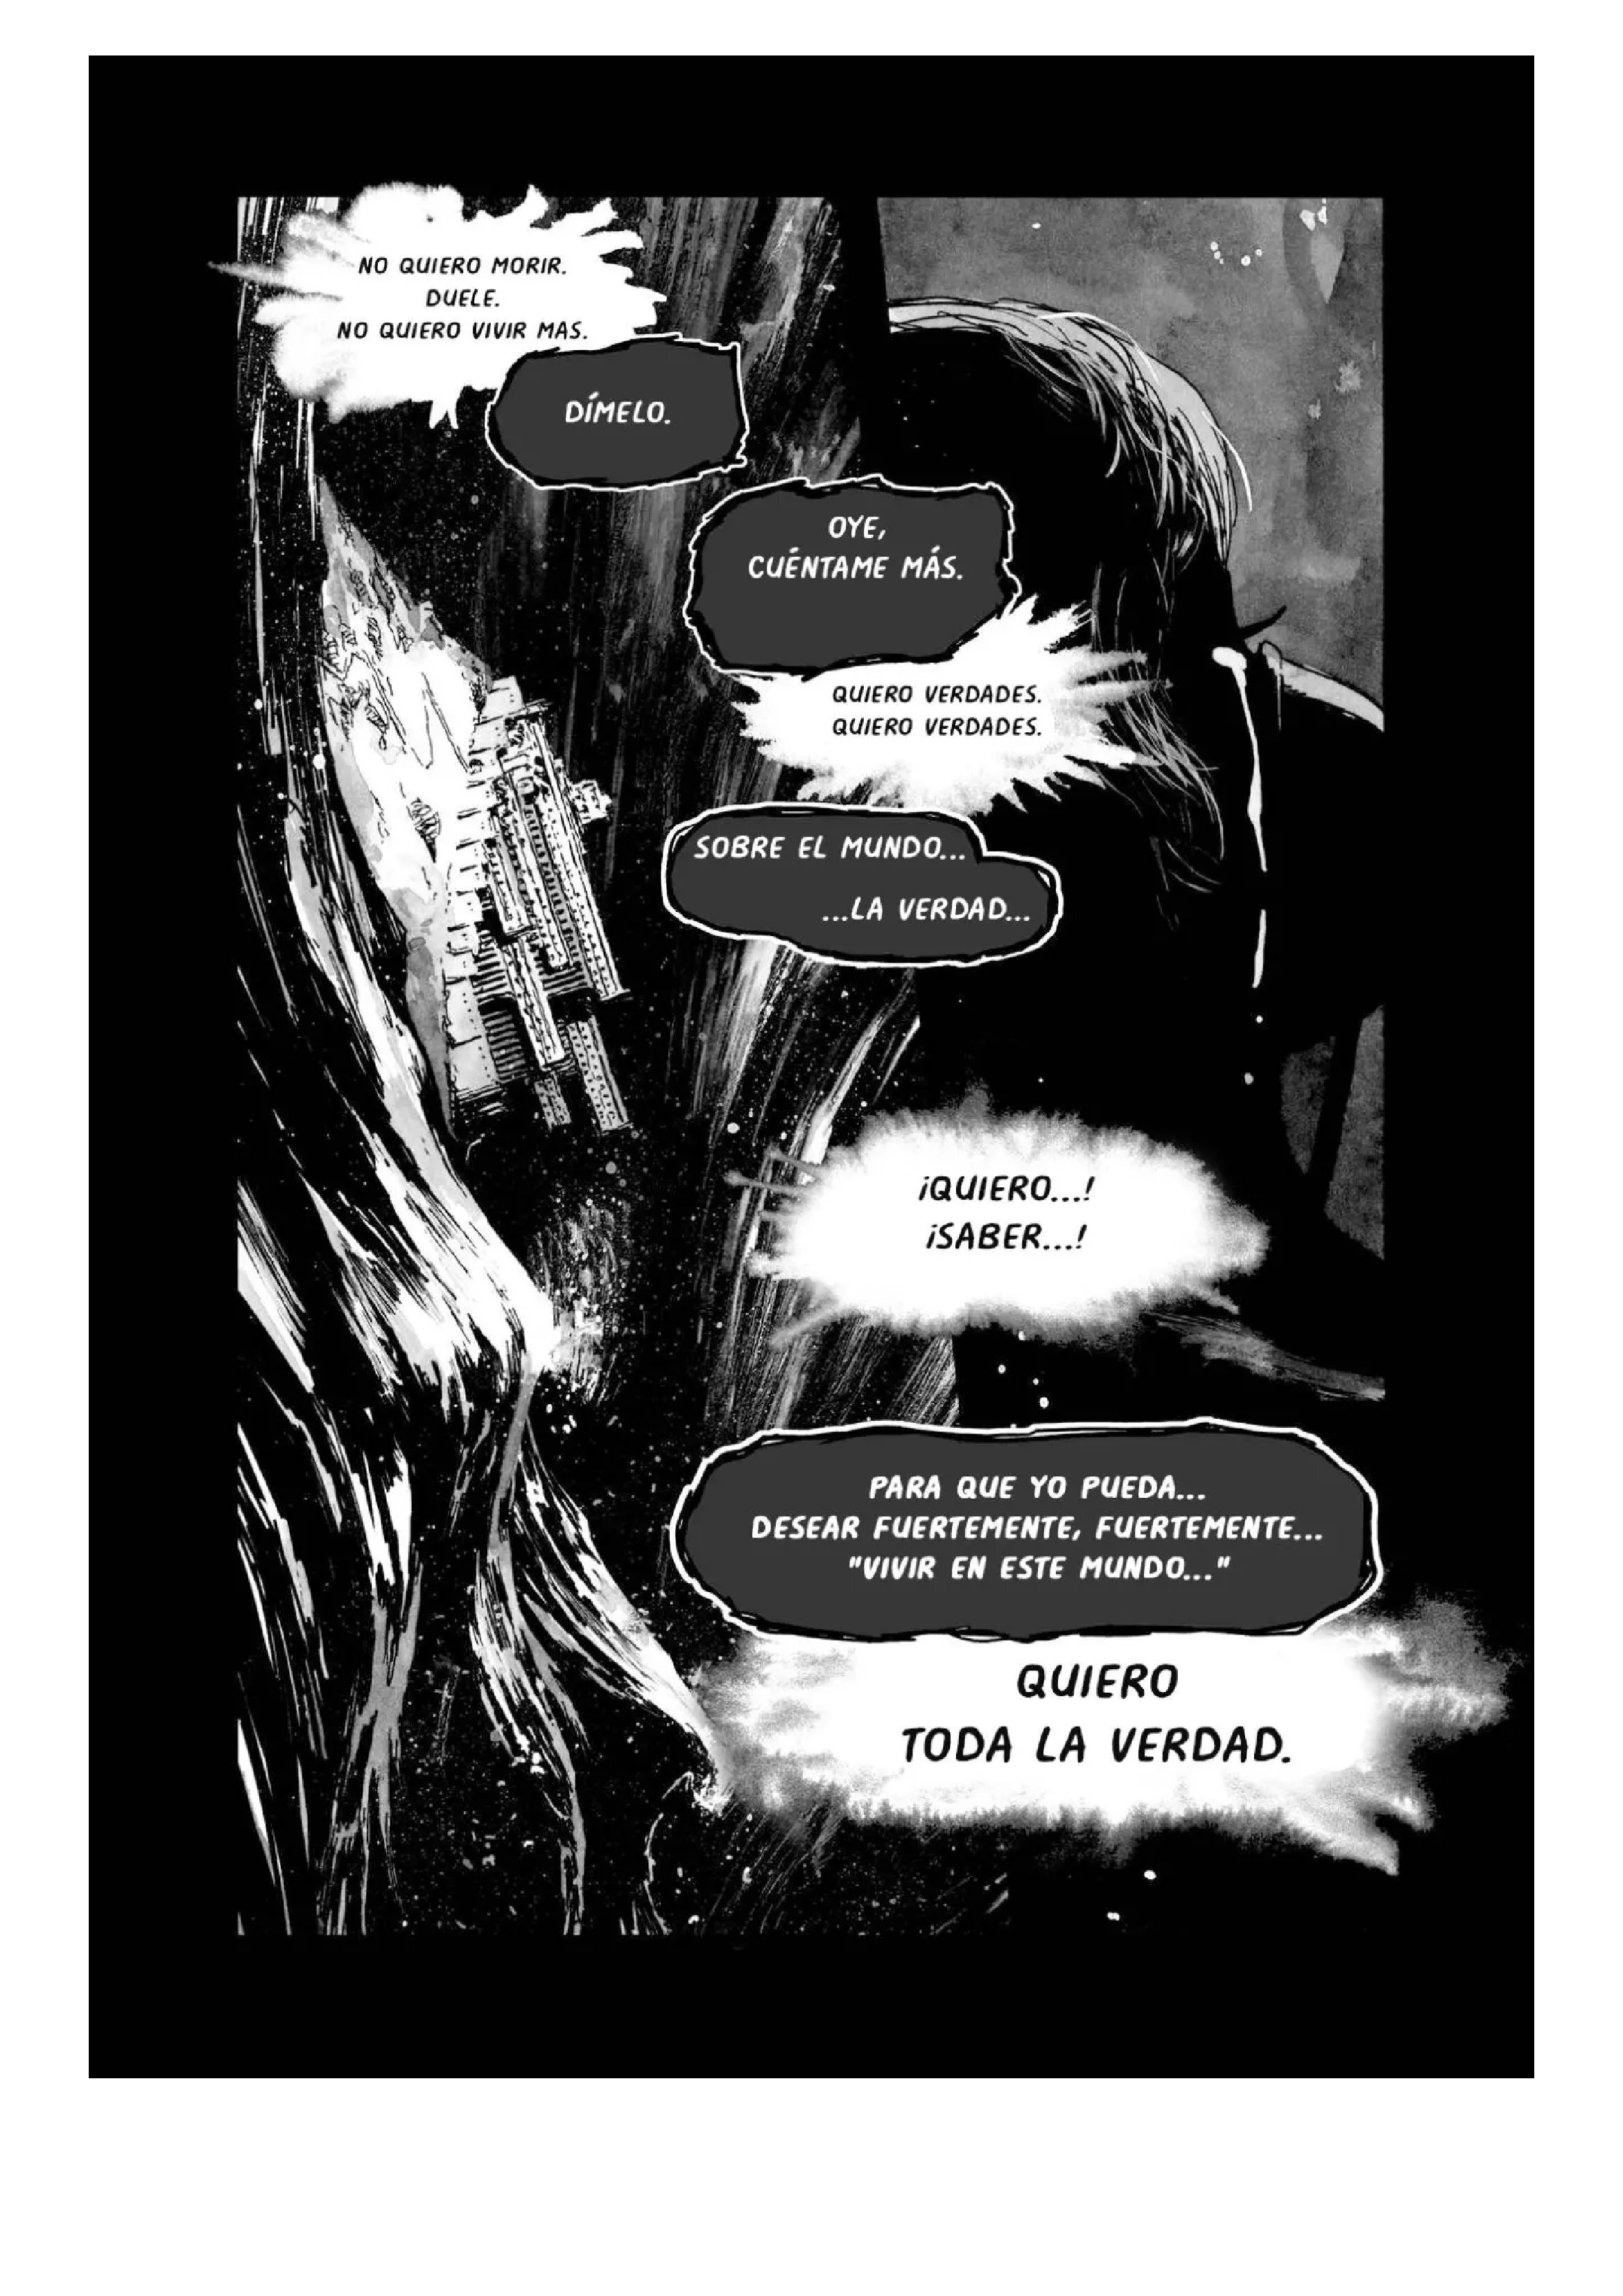 NO QUIERO MORIR.
DUELE.
NO QUIERO VIVIR MAS.
DÍMELO.
OYE,
CUÉNTAME MÁS.
QUIERO VERDADES.
QUIERO VERDADES.
SOBRE EL MUNDO...
...LA VERDAD...
¡QUIERO...!
¡SABER...!
PARA QUE YO PUEDA...
DESEAR FUERTEMENTE, FUERTEMENTE...
"VIVIR EN ESTE MUNDO..."
QUIERO
TODA LA VERDAD.